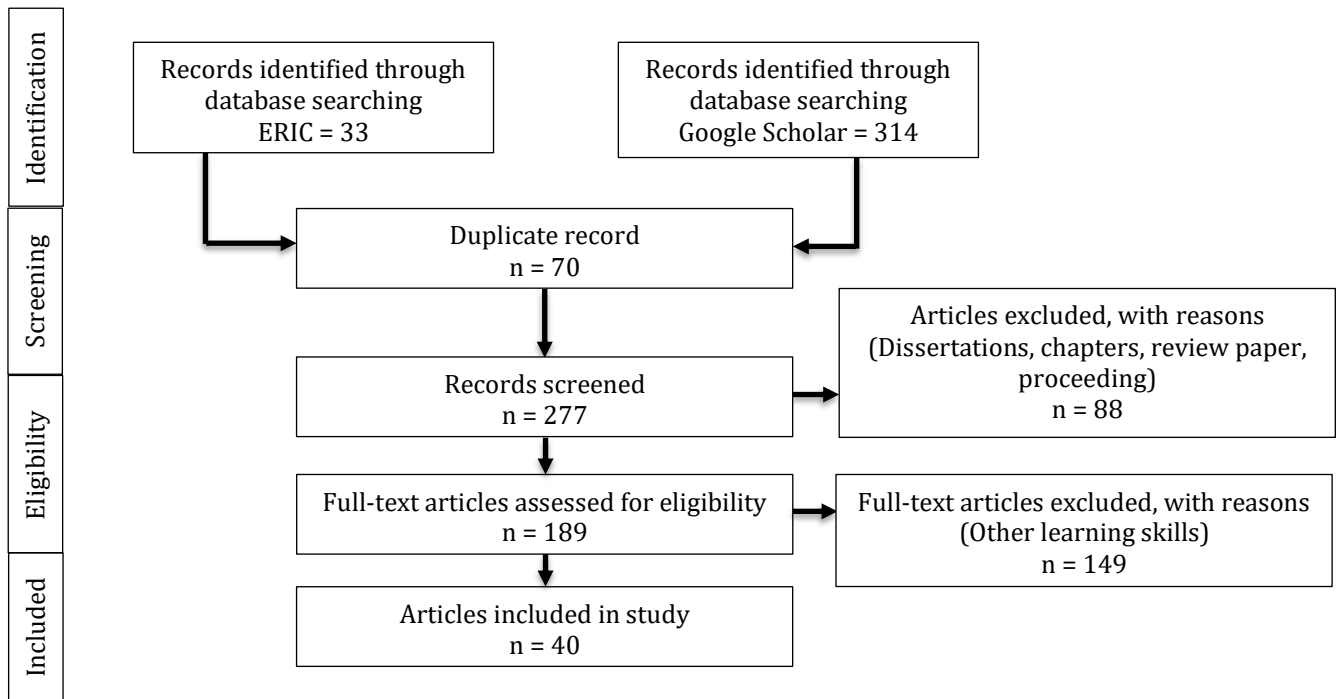 Identification
Records identified through
database searching
ERIC = 33
Records identified through
database searching
Google Scholar = 314
Screening
Duplicate record
n = 70
Records screened
n = 277
Articles excluded, with reasons
(Dissertations, chapters, review paper,
proceeding)
n = 88
Eligibility
Full-text articles assessed for eligibility
n = 189
Full-text articles excluded, with reasons
(Other learning skills)
n = 149
Included
Articles included in study
n = 40